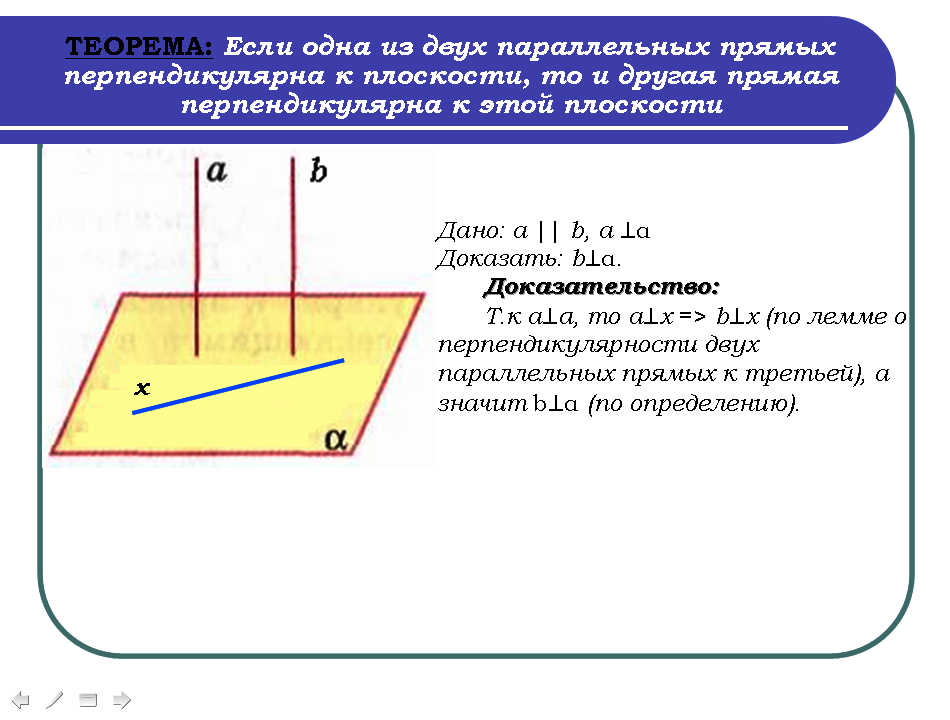 ТЕОРЕМА: Если одна из двух параллельных прямых
перпендикулярна к плоскости, то и другая прямая
перпендикулярна к этой плоскости
a
b
x
α
Дано: а || b, а ⊥α
Доказать: b⊥α.
Доказательство:
Т.к а⊥α, то а⊥х => b⊥х (по лемме о
перпендикулярности двух
параллельных прямых к третьей), а
значит b⊥α (по определению).